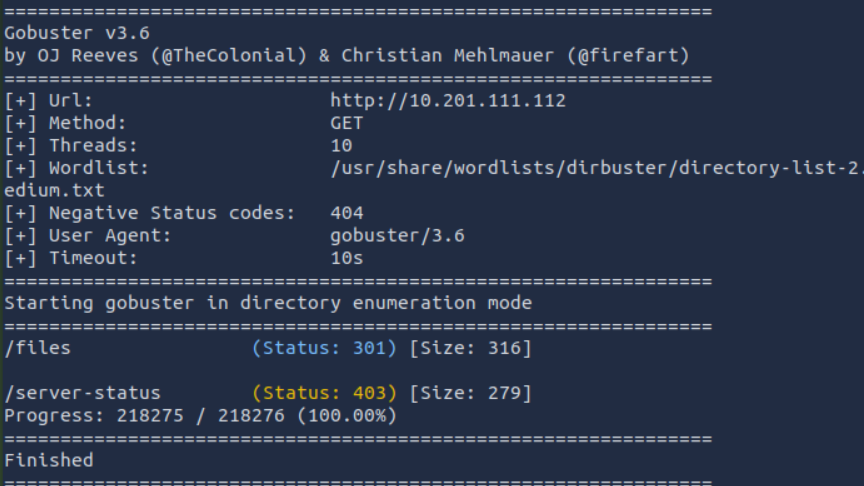 ===============================================================
Gobuster v3.6
by OJ Reeves (@TheColonial) & Christian Mehlmauer (@firefart)
===============================================================
[+] Url:                     http://10.201.111.112
[+] Method:                  GET
[+] Threads:                 10
[+] Wordlist:                /usr/share/wordlists/dirbuster/directory-list-2.
edium.txt
[+] Negative Status codes:   404
[+] User Agent:              gobuster/3.6
[+] Timeout:                 10s
===============================================================
Starting gobuster in directory enumeration mode
===============================================================
/files                (Status: 301) [Size: 316]
/server-status        (Status: 403) [Size: 279]
Progress: 218275 / 218276 (100.00%)
===============================================================
Finished
===============================================================